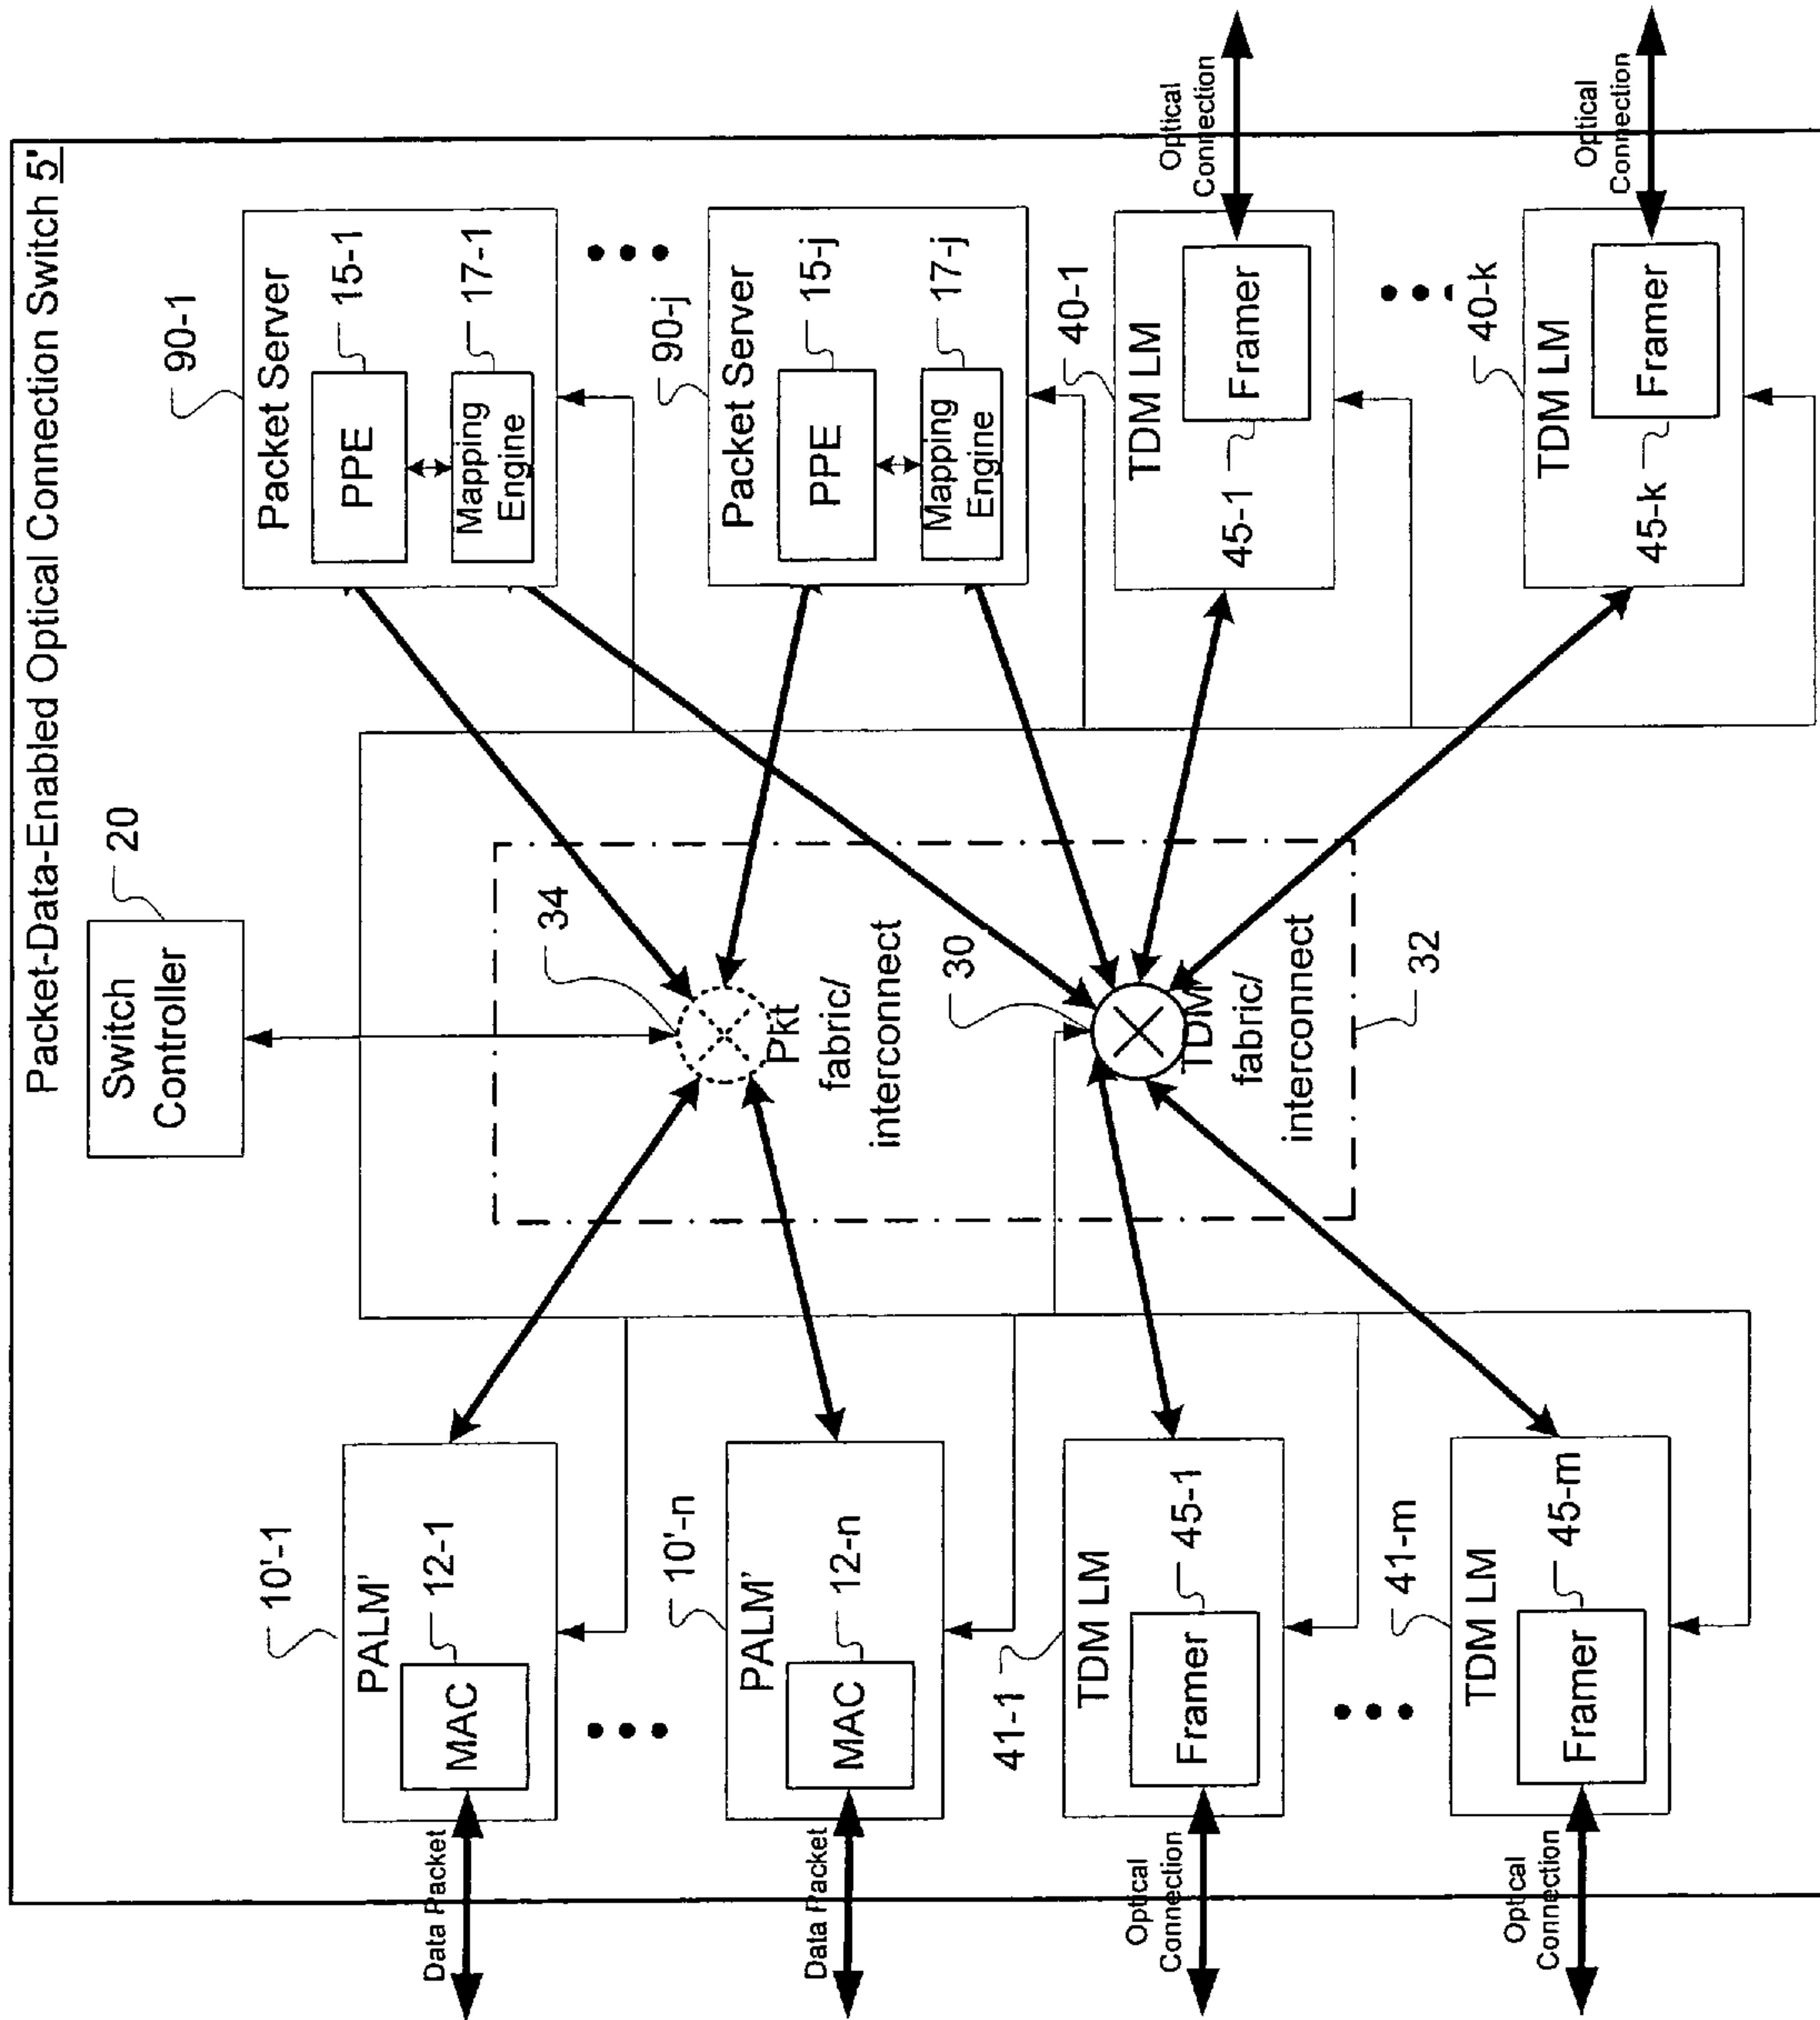 Packet-Data-Enabled Optical Connection Switch 5'
Switch
Controller
20
10'-1
PALM'
12-1
MAC
Data Packet
10'-n
PALM'
12-n
MAC
Data Packet
41-1
TDM LM
45-1
Framer
Optical
Connection
41-m
TDM LM
45-m
Framer
Optical
Connection
34
Pkt
fabric/
interconnect
30
TDM
fabric/
interconnect
32
90-1
Packet Server
15-1
PPE
17-1
Mapping
Engine
90-j
Packet Server
15-j
PPE
17-j
Mapping
Engine
40-1
TDM LM
45-1
Framer
Optical
Connection
40-k
TDM LM
45-k
Framer
Optical
Connection